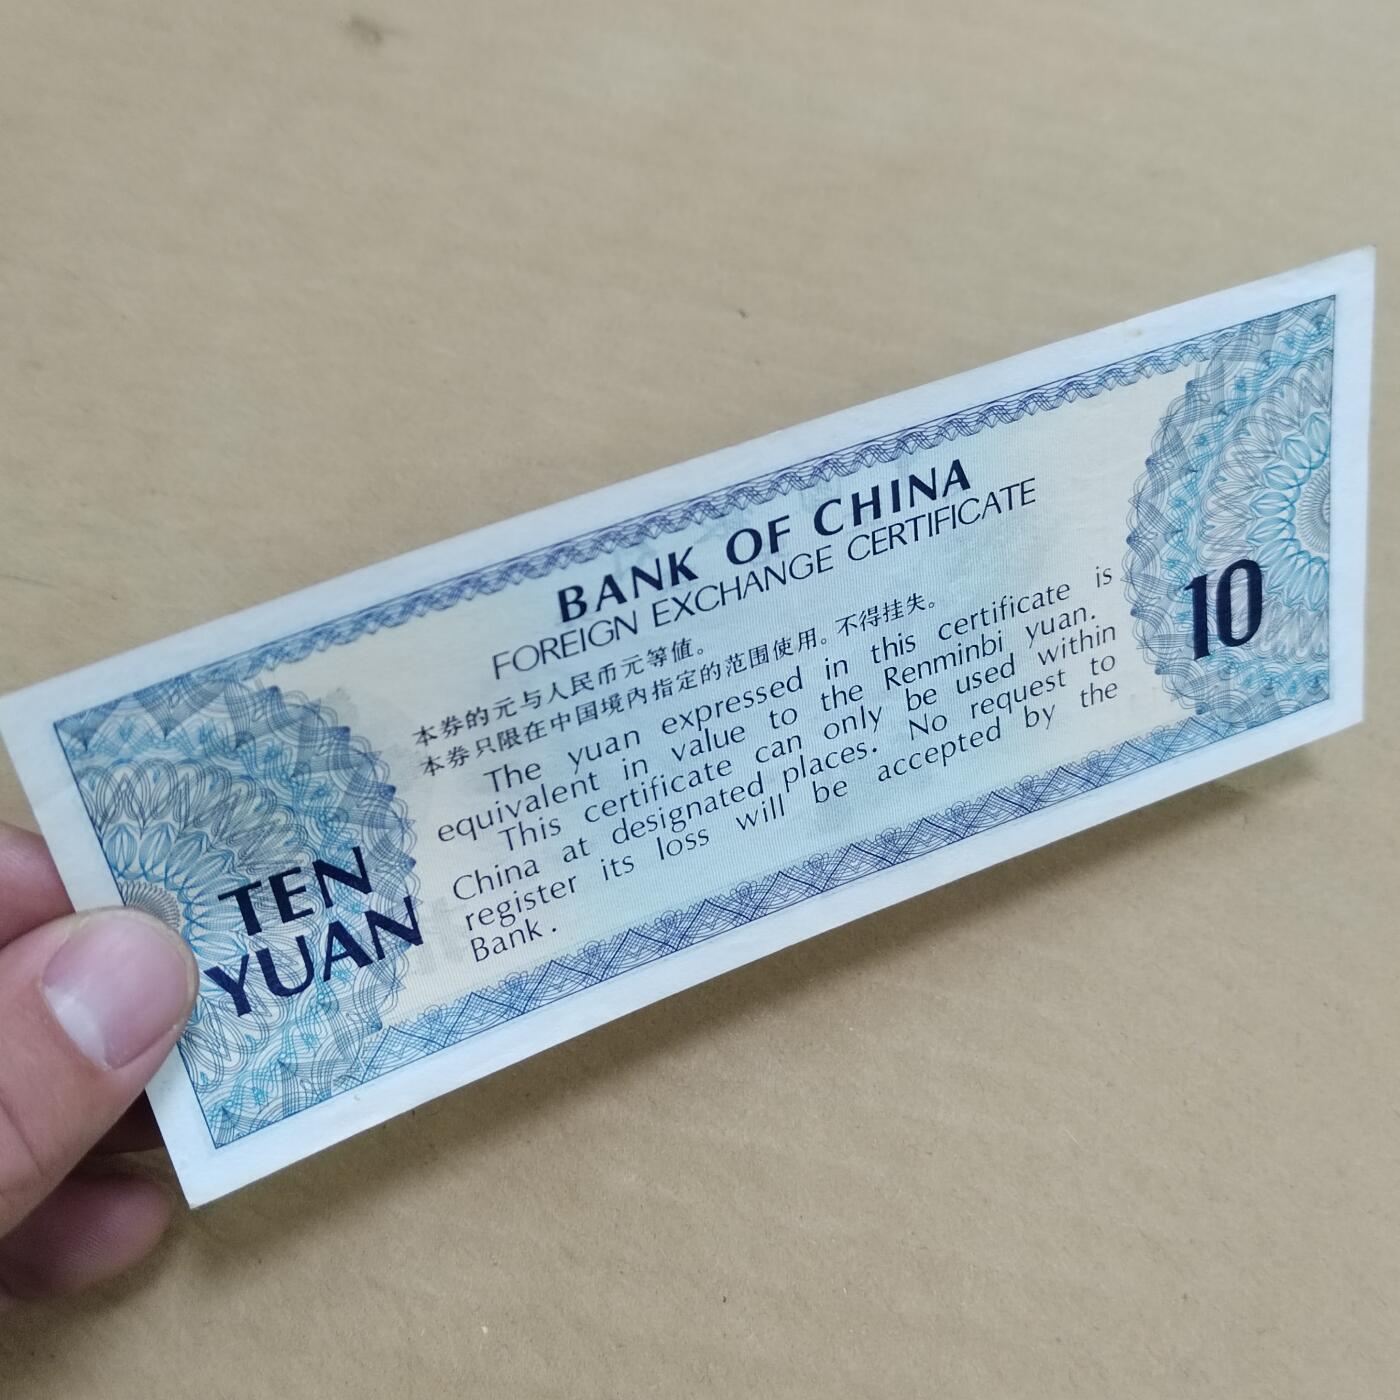 BANK OF CHINA
FOREIGN EXCHANGE CERTIFICATE
本券的元与人民币元等值。
本券只限在中国境内指定的范围使用。不得挂失。
The yuan expressed in this certificate is
equivalent in value to the Renminbi yuan.
This certificate can only be used within
China at designated places. No request to
register its loss will be accepted by the
Bank.
TEN
YUAN
10